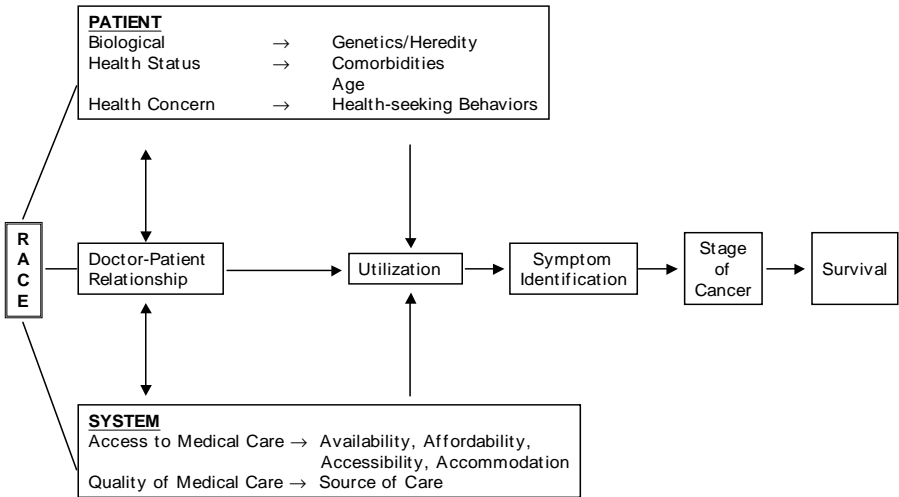 PATIENT
Biological → Genetics/Heredity
Health Status → Comorbidities
Age
Health Concern → Health-seeking Behaviors
R
A
C
E
Doctor-Patient
Relationship
Utilization
Symptom
Identification
Stage
of
Cancer
Survival
SYSTEM
Access to Medical Care → Availability, Affordability,
Accessibility, Accommodation
Quality of Medical Care → Source of Care